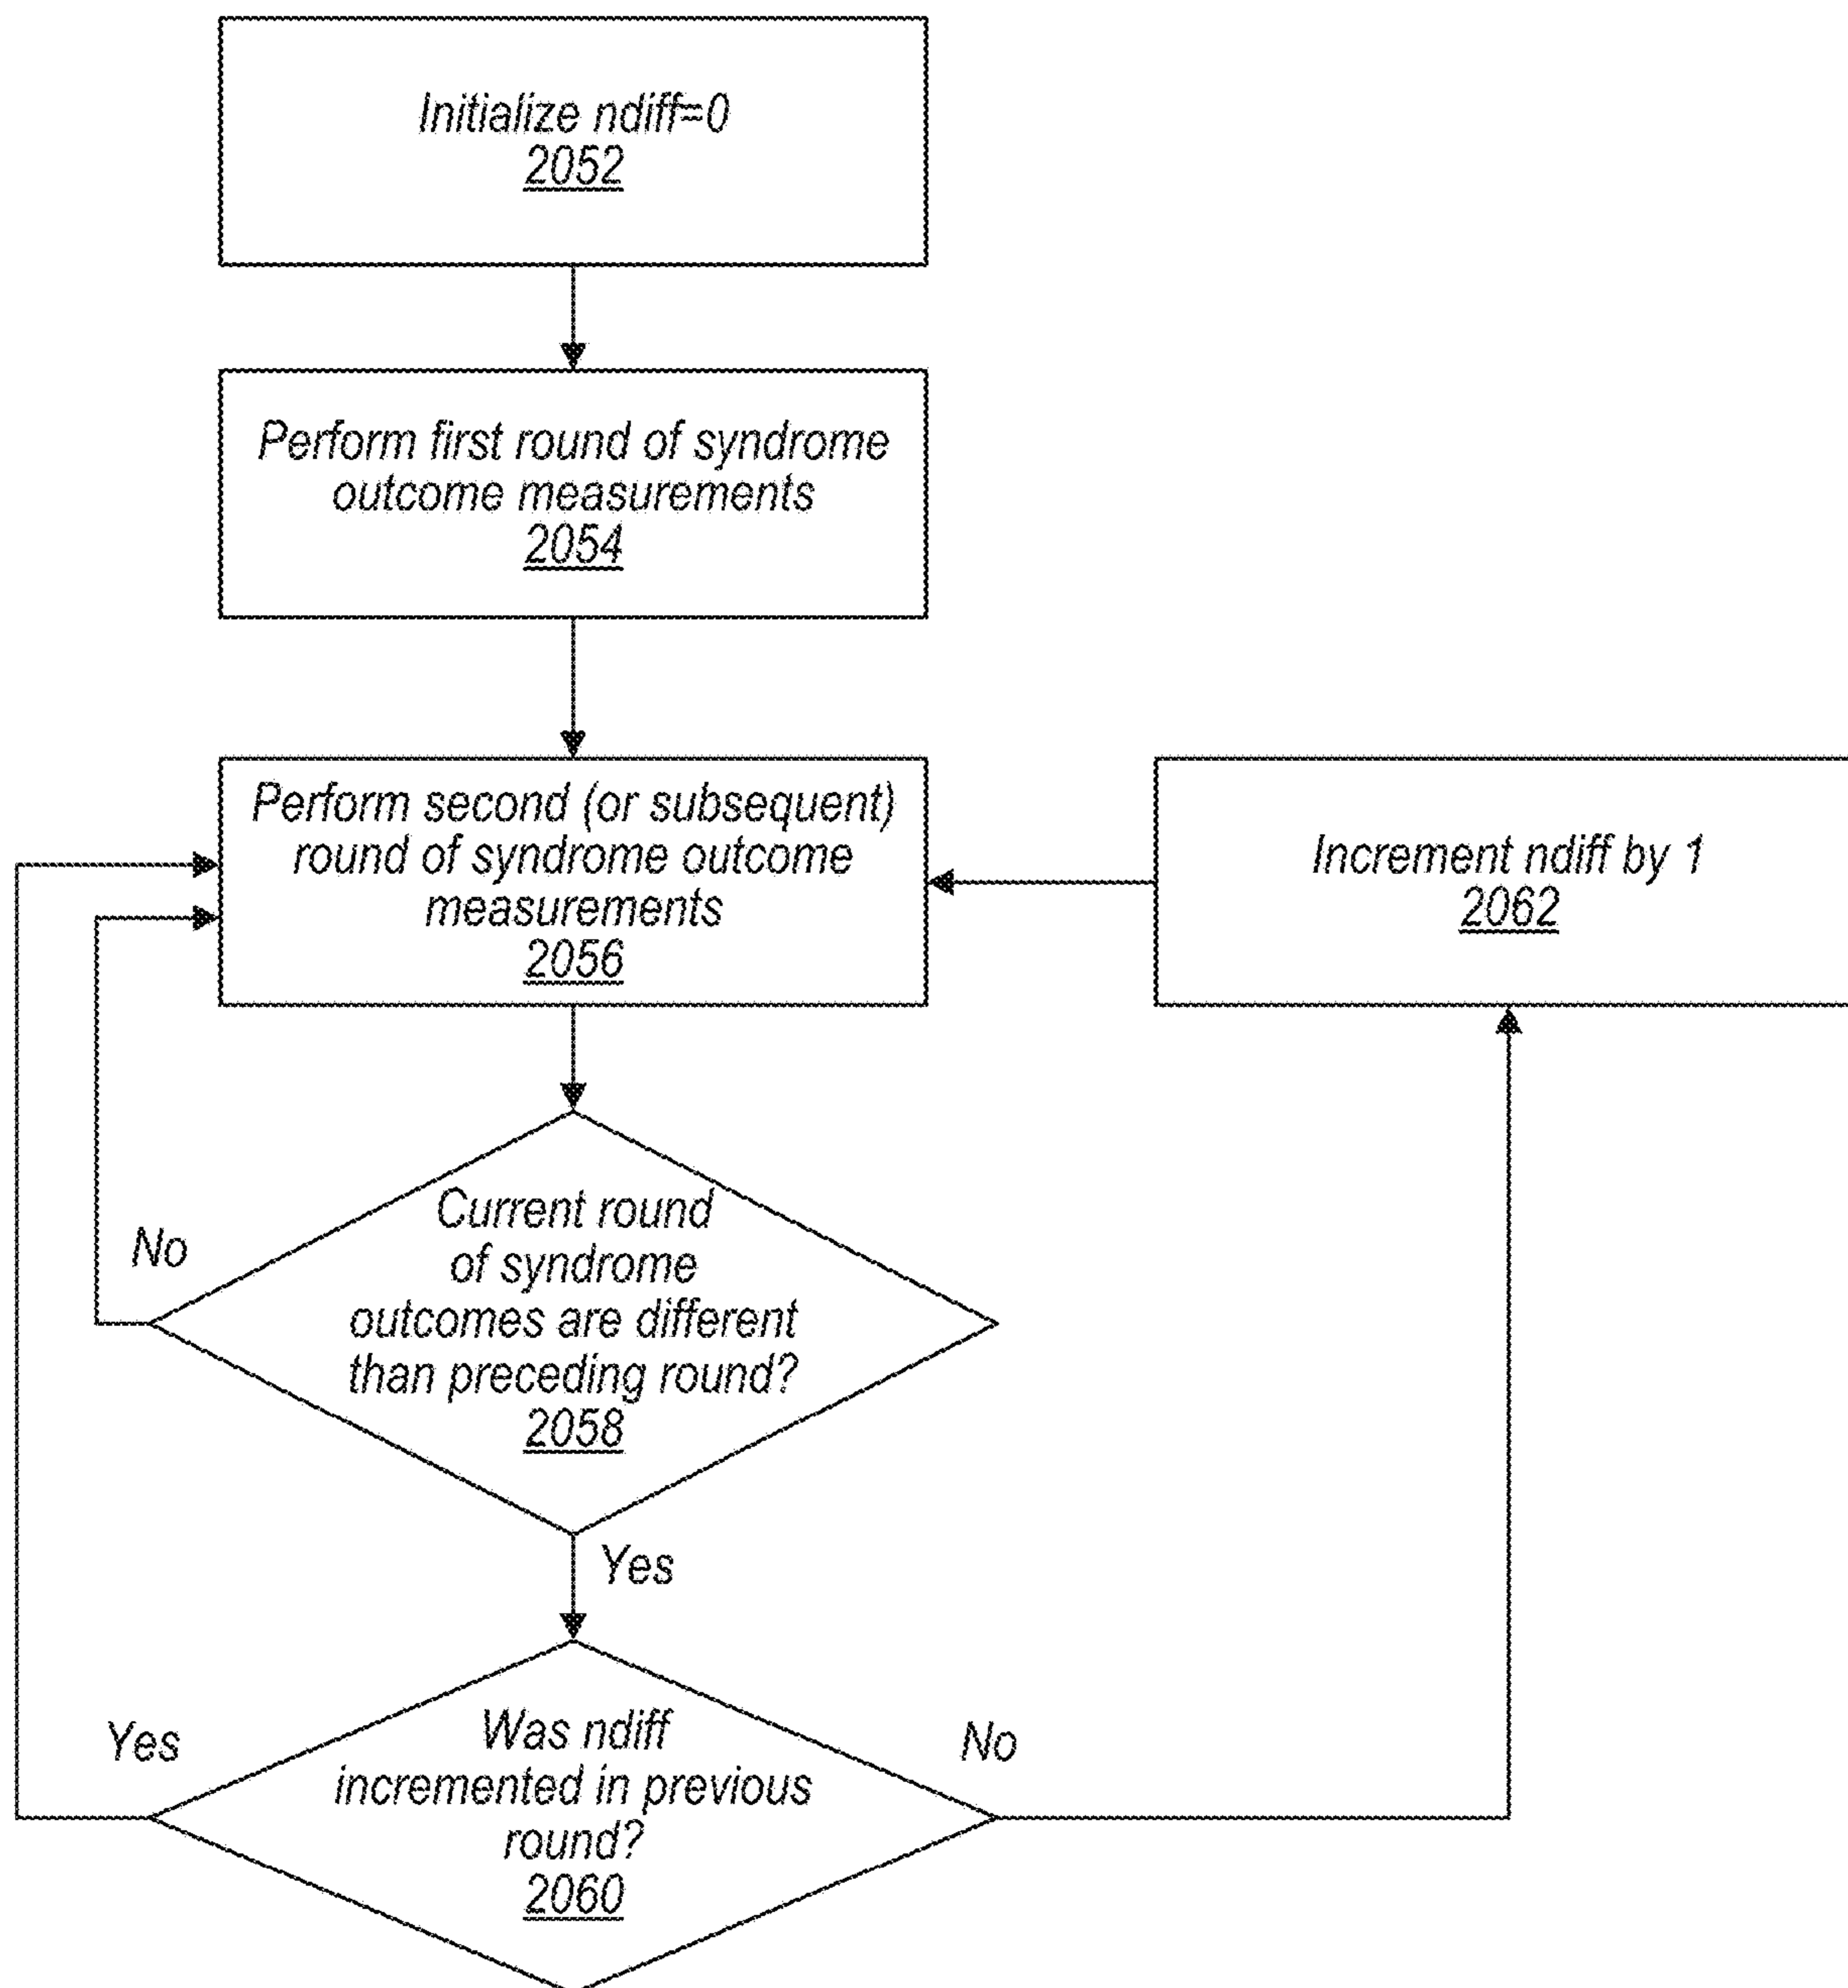 Initialize ndiff=0
2052
Perform first round of syndrome
outcome measurements
2054
Perform second (or subsequent)
round of syndrome outcome
measurements
2056
Increment ndiff by 1
2062
Current round
of syndrome
outcomes are different
than preceding round?
2058
No
Yes
Was ndiff
incremented in previous
round?
2060
Yes
No